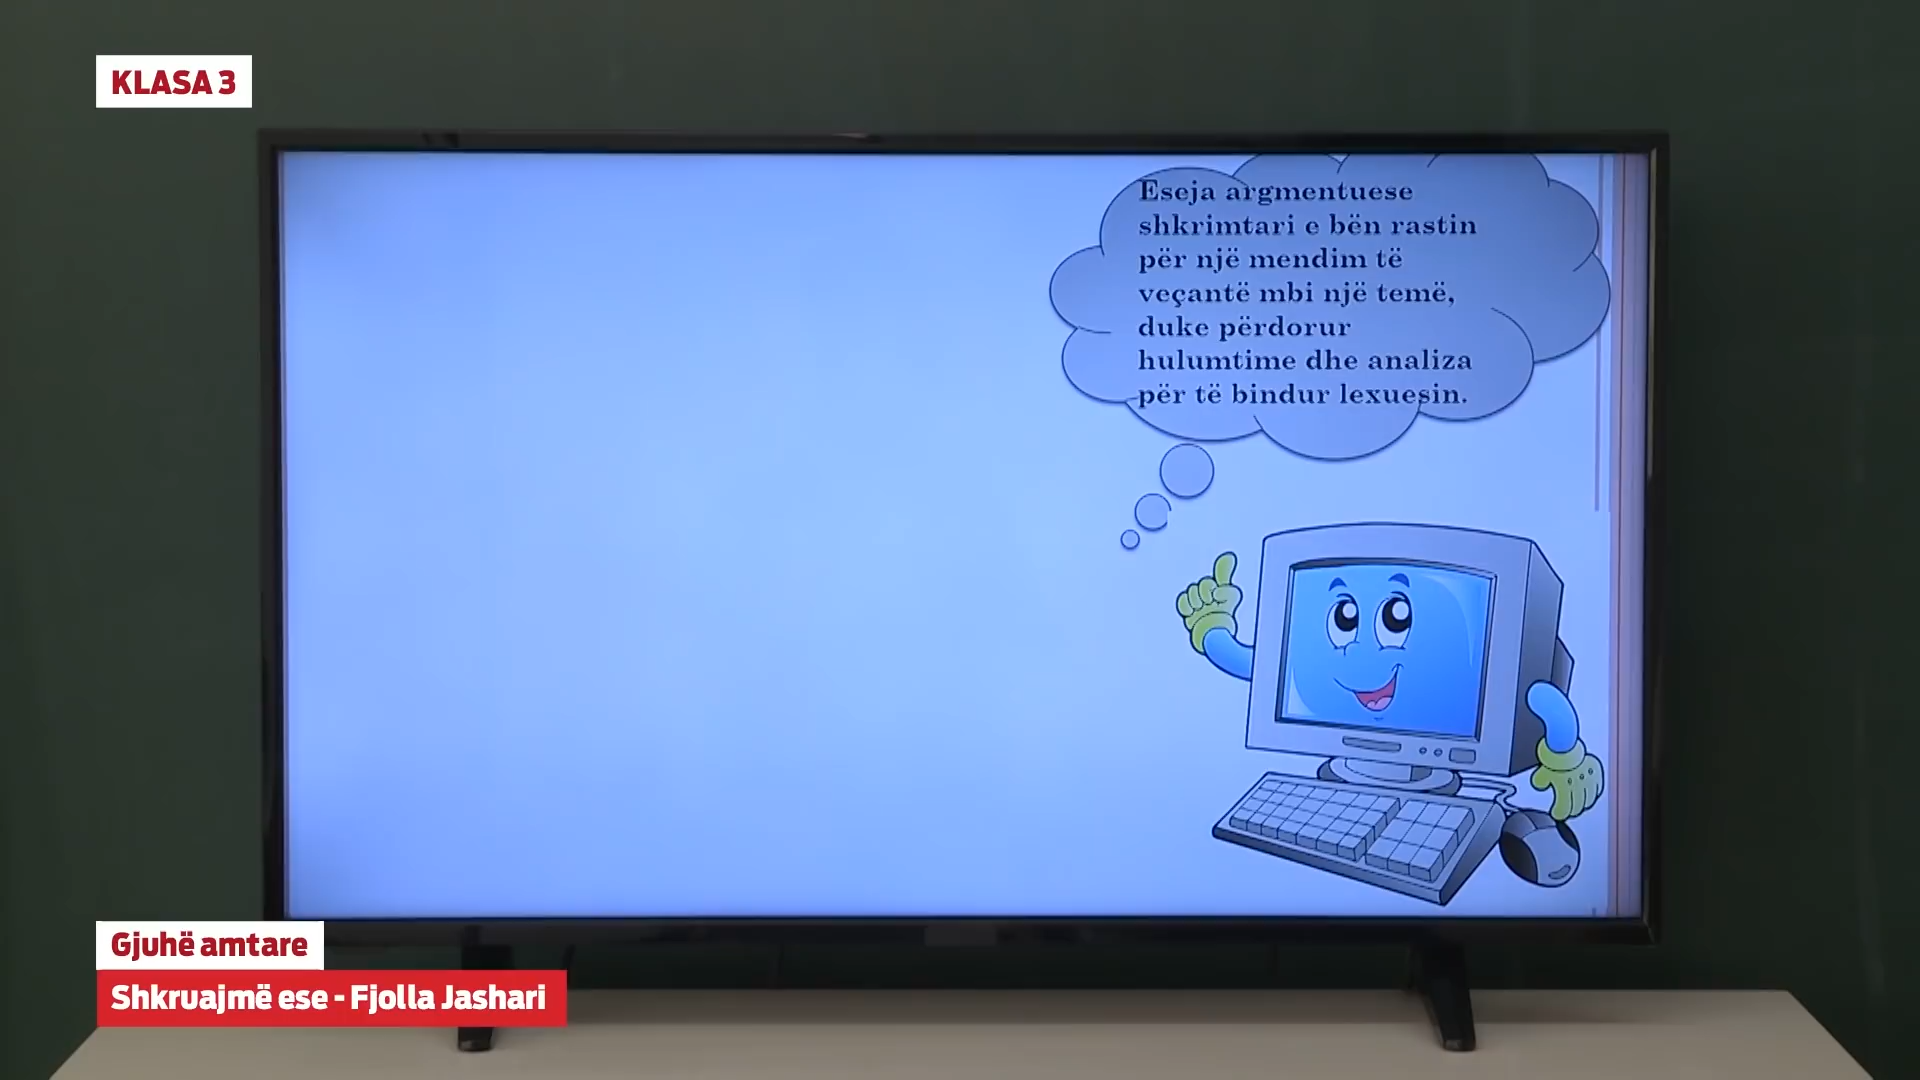 KLASA 3
Eseja argmentuese
shkrimtari e bën rastin
për një mendim të
veçantë mbi një temë,
duke përdorur
hulumtime dhe analiza
për të bindur lexuesin.
Gjuhë amtare
Shkruajmë ese - Fjolla Jashari